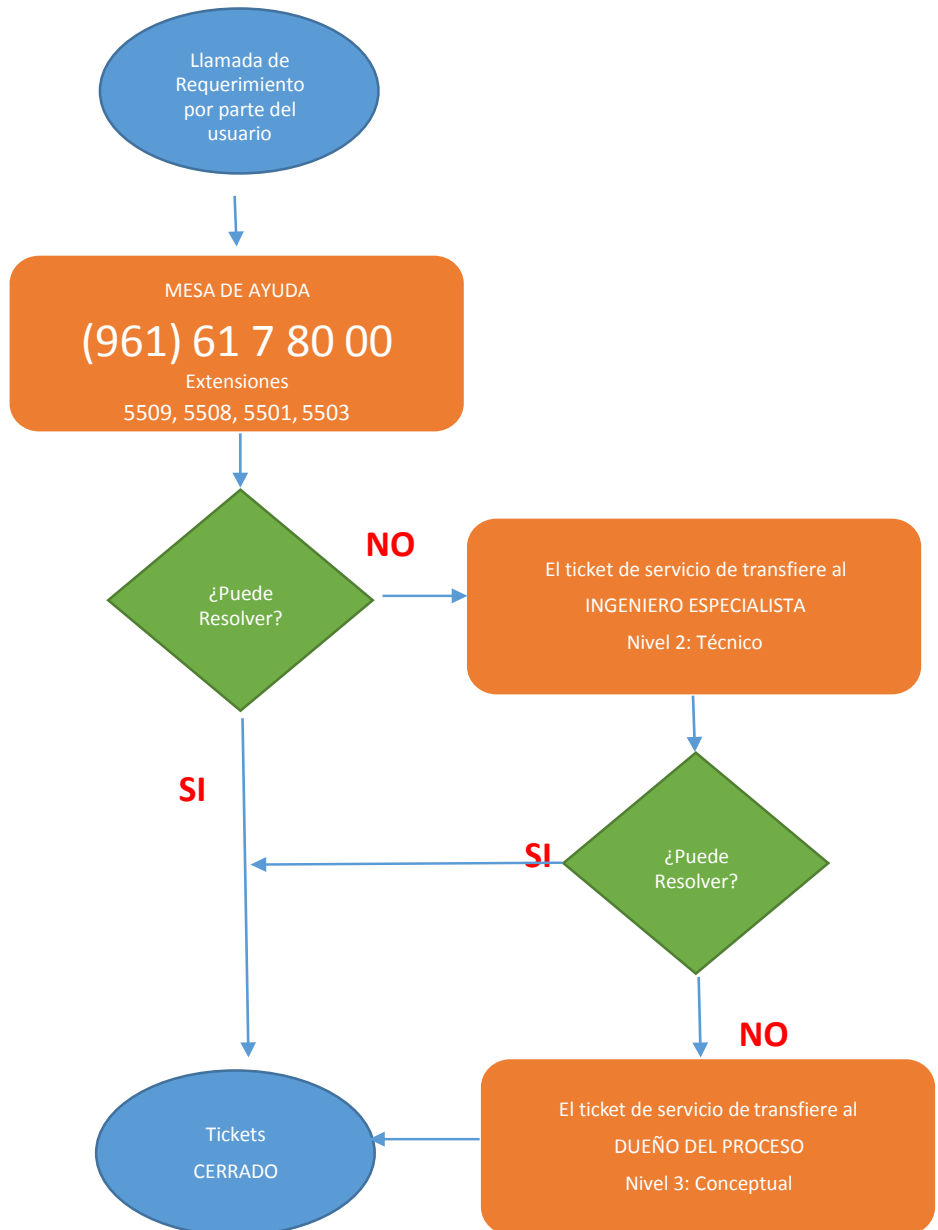 Llamada de
Requerimiento
por parte del
usuario
MESA DE AYUDA
(961) 61 7 80 00
Extensiones
5509, 5508, 5501, 5503
¿Puede
Resolver?
NO
El ticket de servicio de transfiere al
INGENIERO ESPECIALISTA
Nivel 2: Técnico
SI
SI
¿Puede
Resolver?
NO
Tickets
CERRADO
El ticket de servicio de transfiere al
DUEÑO DEL PROCESO
Nivel 3: Conceptual